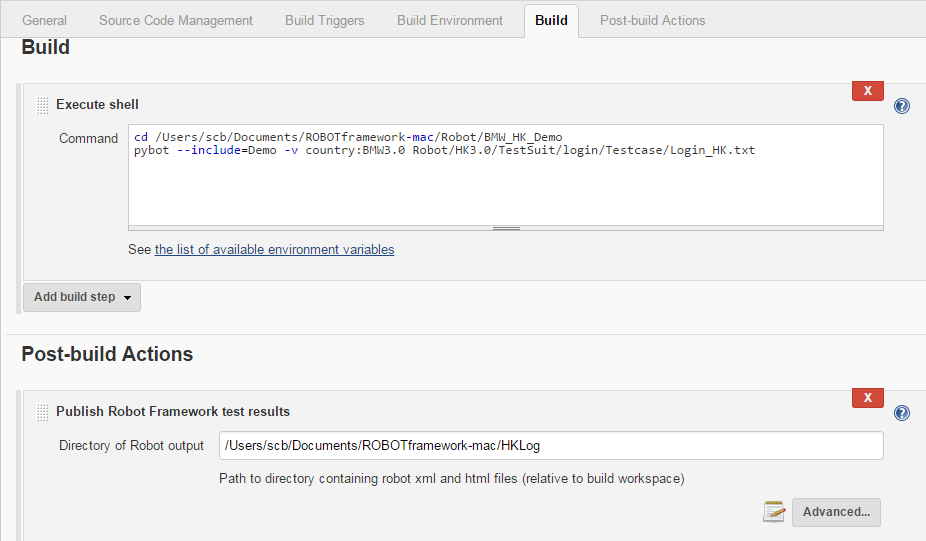 General Source Code Management Build Triggers Build Environment Build Post-build Actions
Build
Execute shell
X
?
Command
cd /Users/scb/Documents/ROBOTframework-mac/Robot/BMW_HK_Demo
pybot --include=Demo -v country:BMW3.0 Robot/HK3.0/TestSuit/login/Testcase/Login_HK.txt
See the list of available environment variables
Add build step
Post-build Actions
Publish Robot Framework test results
X
?
Directory of Robot output /Users/scb/Documents/ROBOTframework-mac/HKLog
Path to directory containing robot xml and html files (relative to build workspace)
Advanced...